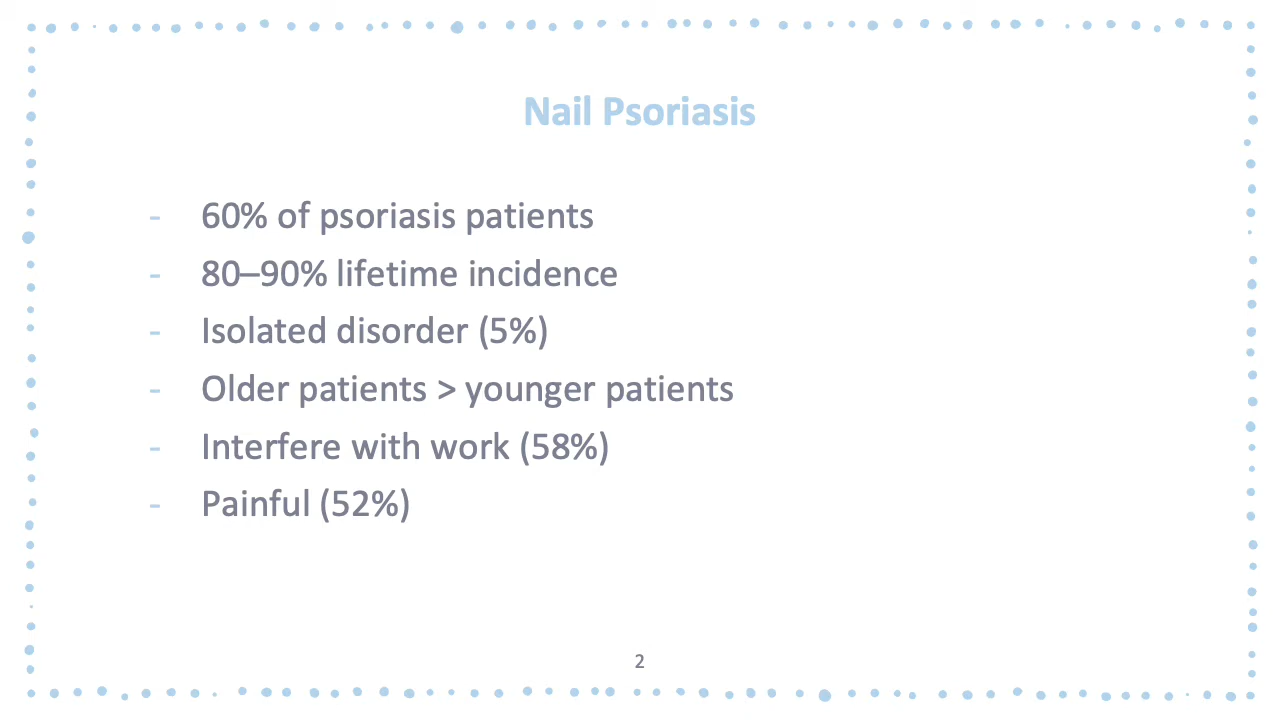 Nail Psoriasis
- 60% of psoriasis patients
- 80–90% lifetime incidence
- Isolated disorder (5%)
- Older patients > younger patients
- Interfere with work (58%)
- Painful (52%)
2